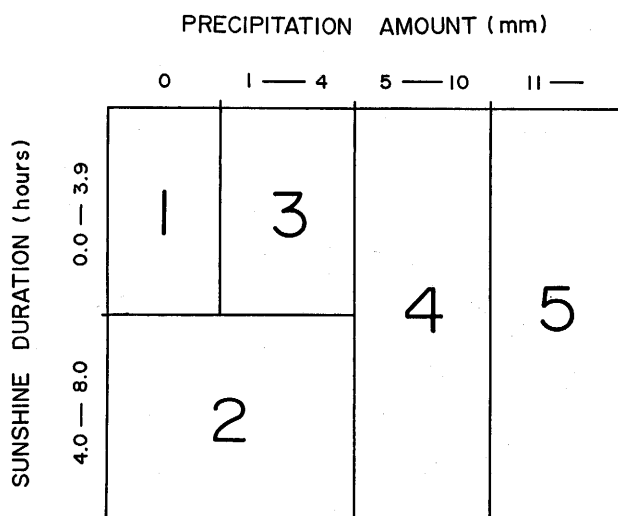 PRECIPITATION AMOUNT (mm)
0 1 — 4 5 — 10 11 —
SUNSHINE DURATION (hours)
0.0 — 3.9
4.0 — 8.0
1 3
4 5
2